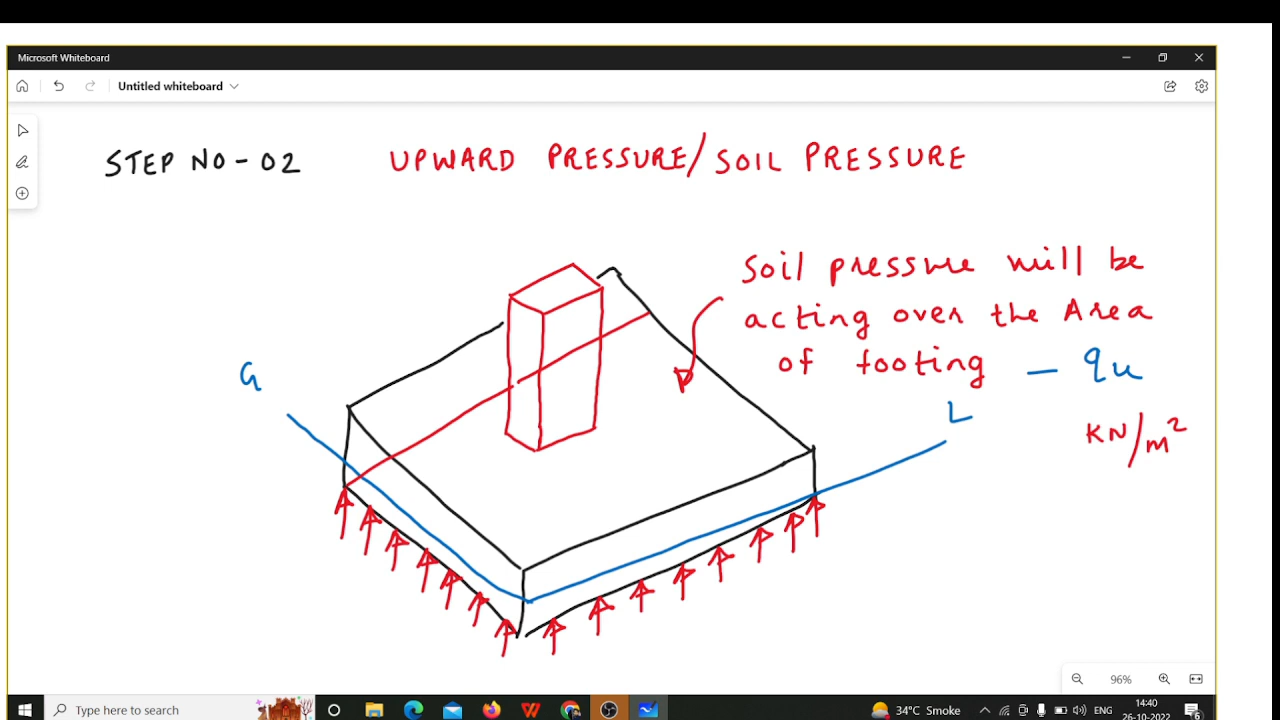 Microsoft Whiteboard
Untitled whiteboard
STEP NO-02 UPWARD PRESSURE/SOIL PRESSURE
Soil pressure will be
acting over the Area
of footing — qu
KN/m²
G
L
96%
Type here to search
34°C Smoke
ENG
14:40
26-10-2022
6